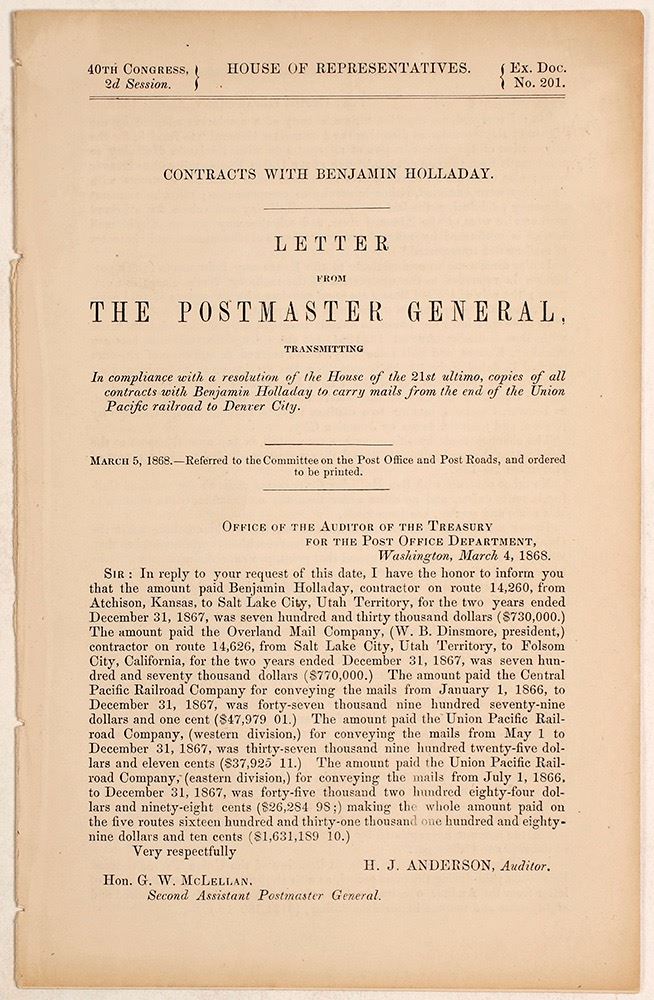 40TH CONGRESS, } HOUSE OF REPRESENTATIVES. { Ex. Doc.
2d Session. } { No. 201.
CONTRACTS WITH BENJAMIN HOLLADAY.
LETTER
FROM
THE POSTMASTER GENERAL,
TRANSMITTING
In compliance with a resolution of the House of the 21st ultimo, copies of all
contracts with Benjamin Holladay to carry mails from the end of the Union
Pacific railroad to Denver City.
MARCH 5, 1868.—Referred to the Committee on the Post Office and Post Roads, and ordered
to be printed.
OFFICE OF THE AUDITOR OF THE TREASURY
FOR THE POST OFFICE DEPARTMENT,
Washington, March 4, 1868.
SIR: In reply to your request of this date, I have the honor to inform you
that the amount paid Benjamin Holladay, contractor on route 14,260, from
Atchison, Kansas, to Salt Lake City, Utah Territory, for the two years ended
December 31, 1867, was seven hundred and thirty thousand dollars ($730,000.)
The amount paid the Overland Mail Company, (W. B. Dinsmore, president,)
contractor on route 14,626, from Salt Lake City, Utah Territory, to Folsom
City, California, for the two years ended December 31, 1867, was seven hun-
dred and seventy thousand dollars ($770,000.) The amount paid the Central
Pacific Railroad Company for conveying the mails from January 1, 1866, to
December 31, 1867, was forty-seven thousand nine hundred seventy-nine
dollars and one cent ($47,979 01.) The amount paid the Union Pacific Rail-
road Company, (western division,) for conveying the mails from May 1 to
December 31, 1867, was thirty-seven thousand nine hundred twenty-five dol-
lars and eleven cents ($37,925 11.) The amount paid the Union Pacific Rail-
road Company, (eastern division,) for conveying the mails from July 1, 1866,
to December 31, 1867, was forty-five thousand two hundred eighty-four dol-
lars and ninety-eight cents ($26,284 98;) making the whole amount paid on
the five routes sixteen hundred and thirty-one thousand one hundred and eighty-
nine dollars and ten cents ($1,631,189 10.)
Very respectfully
H. J. ANDERSON, Auditor.
Hon. G. W. MCLELLAN,
Second Assistant Postmaster General.